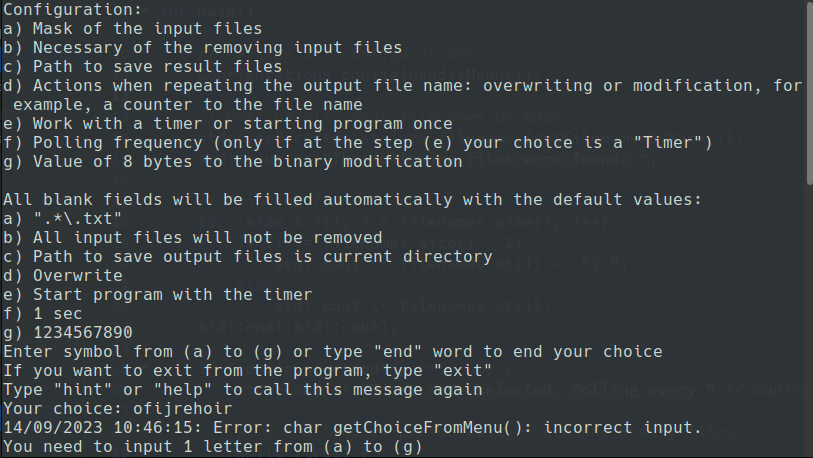 Configuration:
a) Mask of the input files
b) Necessary of the removing input files
c) Path to save result files
d) Actions when repeating the output file name: overwriting or modification, for
example, a counter to the file name
e) Work with a timer or starting program once
f) Polling frequency (only if at the step (e) your choice is a "Timer")
g) Value of 8 bytes to the binary modification
All blank fields will be filled automatically with the default values:
a) ".*\.txt"
b) All input files will not be removed
c) Path to save output files is current directory
d) Overwrite
e) Start program with the timer
f) 1 sec
g) 1234567890
Enter symbol from (a) to (g) or type "end" word to end your choice
If you want to exit from the program, type "exit"
Type "hint" or "help" to call this message again
Your choice: ofijrehoir
14/09/2023 10:46:15: Error: char getChoiceFromMenu(): incorrect input.
You need to input 1 letter from (a) to (g)